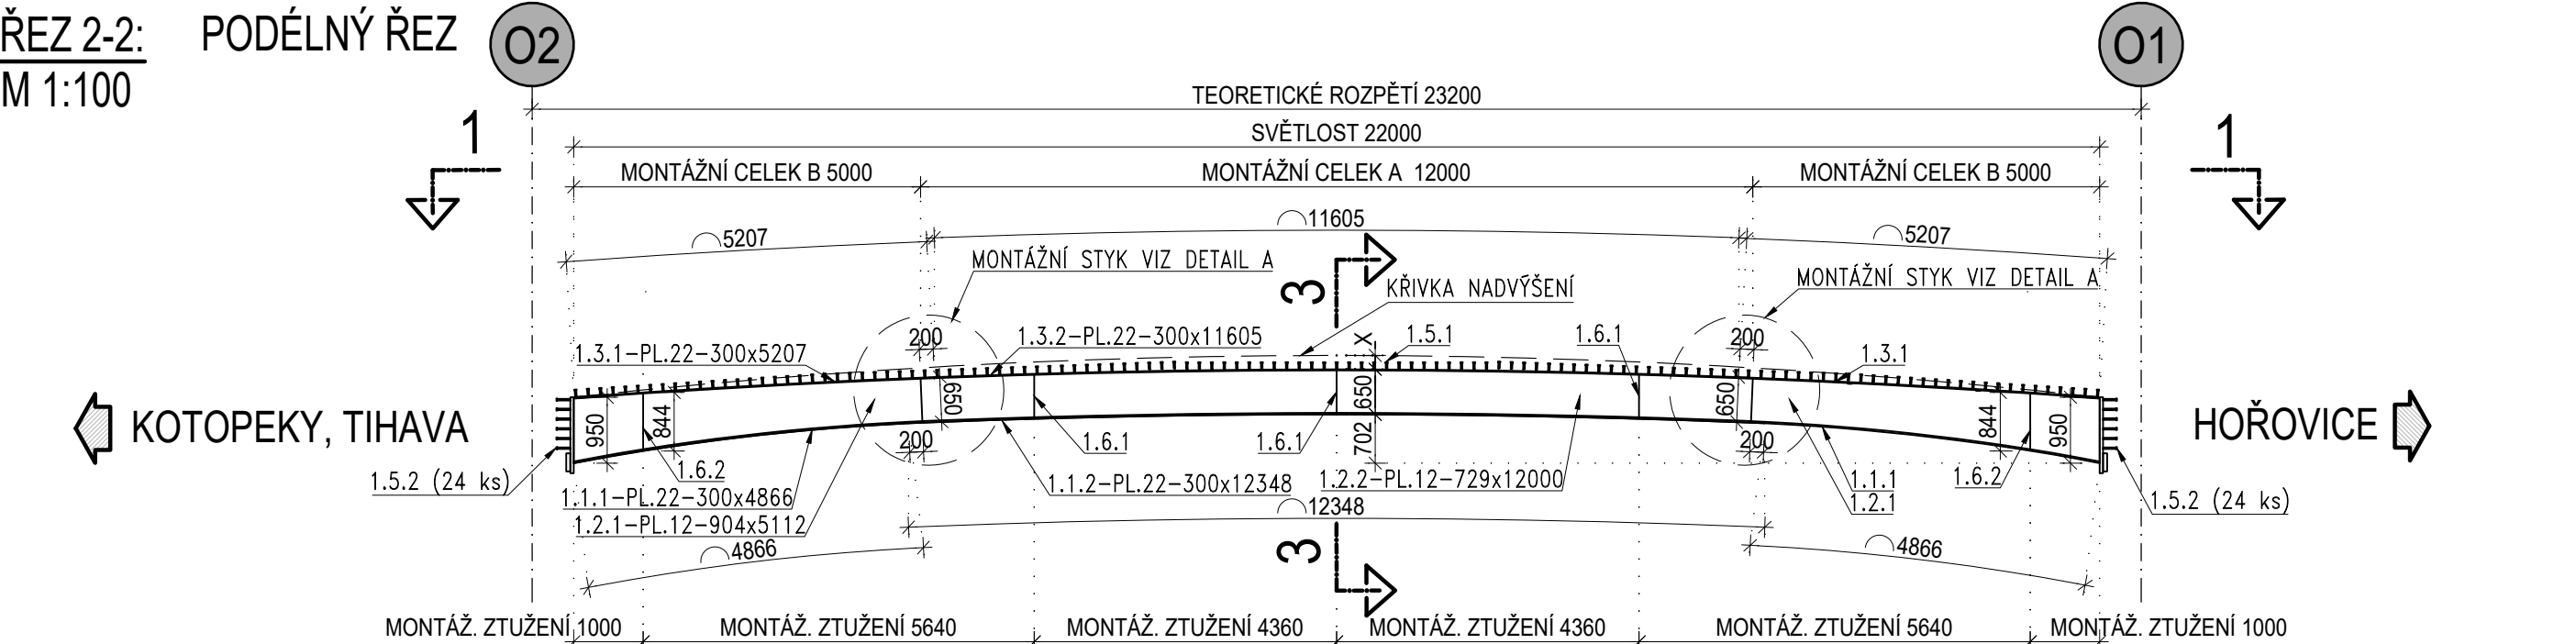 ŘEZ 2-2: PODÉLNÝ ŘEZ
M 1:100
O2
O1
TEORETICKÉ ROZPĚTÍ 23200
SVĚTLOST 22000
1
1
MONTÁŽNÍ CELEK B 5000
MONTÁŽNÍ CELEK A 12000
MONTÁŽNÍ CELEK B 5000
5207
11605
5207
MONTÁŽNÍ STYK VIZ DETAIL A
3
KŘIVKA NADVÝŠENÍ
MONTÁŽNÍ STYK VIZ DETAIL A
1.3.1-PL.22-300x5207
200
1.3.2-PL.22-300x11605
X
1.5.1
1.6.1
200
1.3.1
KOTOPEKY, TIHAVA
950
844
650
650
650
844
950
HOŘOVICE
200
702
200
1.5.2 (24 ks)
1.6.2
1.6.1
1.6.1
1.6.2
1.5.2 (24 ks)
1.1.1-PL.22-300x4866
1.1.2-PL.22-300x12348
1.2.2-PL.12-729x12000
1.1.1
1.2.1-PL.12-904x5112
1.2.1
12348
4866
3
4866
MONTÁŽ. ZTUŽENÍ 1000
MONTÁŽ. ZTUŽENÍ 5640
MONTÁŽ. ZTUŽENÍ 4360
MONTÁŽ. ZTUŽENÍ 4360
MONTÁŽ. ZTUŽENÍ 5640
MONTÁŽ. ZTUŽENÍ 1000